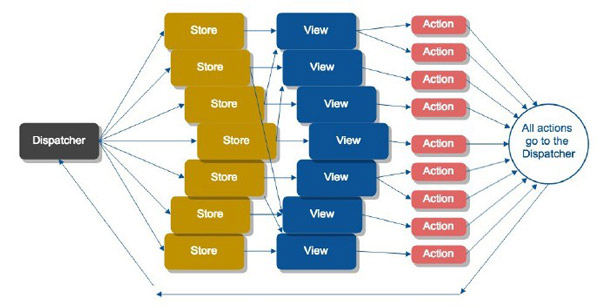 Store
View
Action
Action
Store
View
Action
Store
View
Action
All actions
go to the
Dispatcher
Dispatcher
Store
View
Action
Store
View
Action
Action
Store
View
Action
Store
View
Action